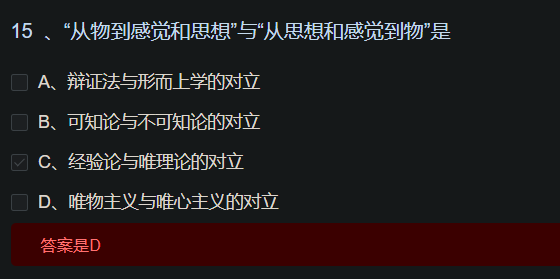 15 、“从物到感觉和思想”与“从思想和感觉到物”是
A、辩证法与形而上学的对立
B、可知论与不可知论的对立
C、经验论与唯理论的对立
D、唯物主义与唯心主义的对立
答案是D